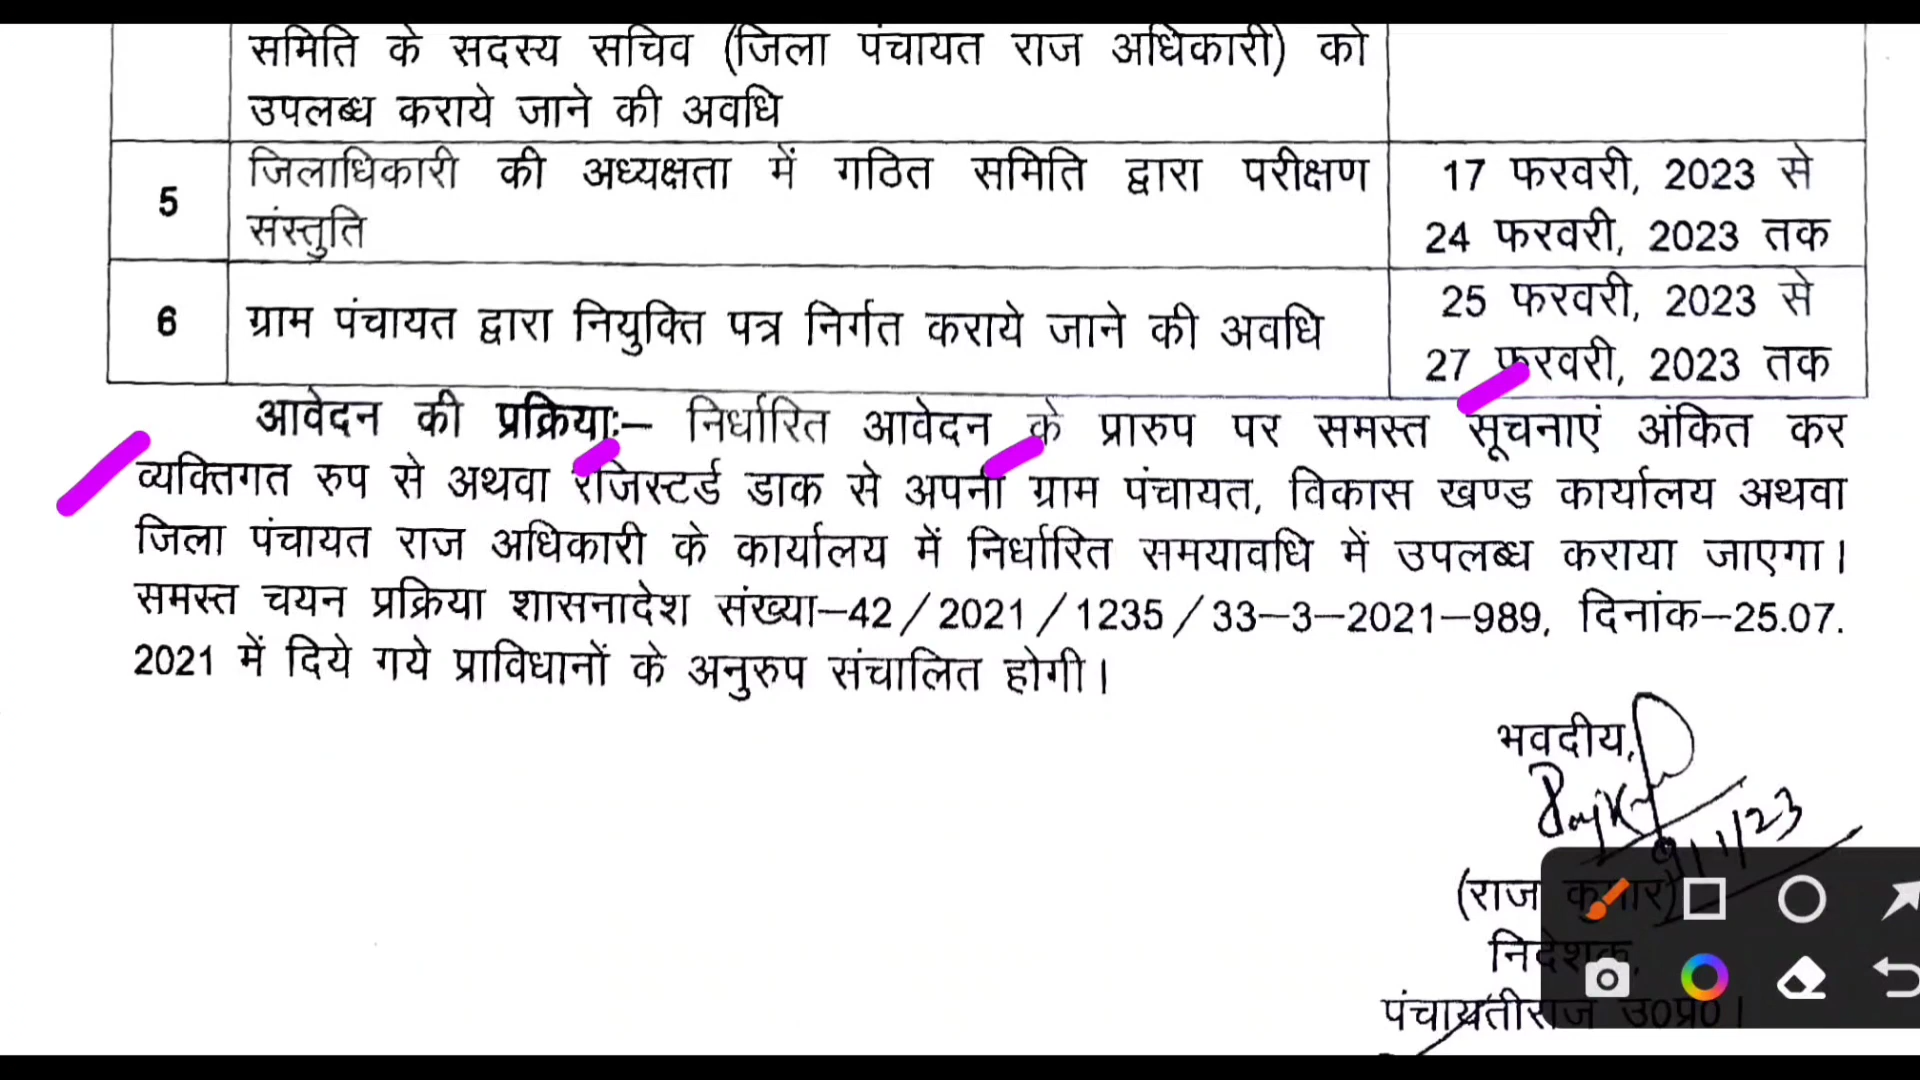 समिति के सदस्य सचिव (जिला पंचायत राज अधिकारी) को
उपलब्ध कराये जाने की अवधि
5 जिलाधिकारी की अध्यक्षता में गठित समिति द्वारा परीक्षण 17 फरवरी, 2023 से
संस्तुति 24 फरवरी, 2023 तक
6 ग्राम पंचायत द्वारा नियुक्ति पत्र निर्गत कराये जाने की अवधि 25 फरवरी, 2023 से
27 फरवरी, 2023 तक
आवेदन की प्रक्रियाः– निर्धारित आवेदन के प्रारुप पर समस्त सूचनाएं अंकित कर
व्यक्तिगत रुप से अथवा रजिस्टर्ड डाक से अपनी ग्राम पंचायत, विकास खण्ड कार्यालय अथवा
जिला पंचायत राज अधिकारी के कार्यालय में निर्धारित समयावधि में उपलब्ध कराया जाएगा।
समस्त चयन प्रक्रिया शासनादेश संख्या–42/2021/1235/33–3–2021–989, दिनांक–25.07.
2021 में दिये गये प्राविधानों के अनुरुप संचालित होगी।
भवदीय,
(राज कुमार)
निदेशक,
पंचायतीराज उ0प्र0।